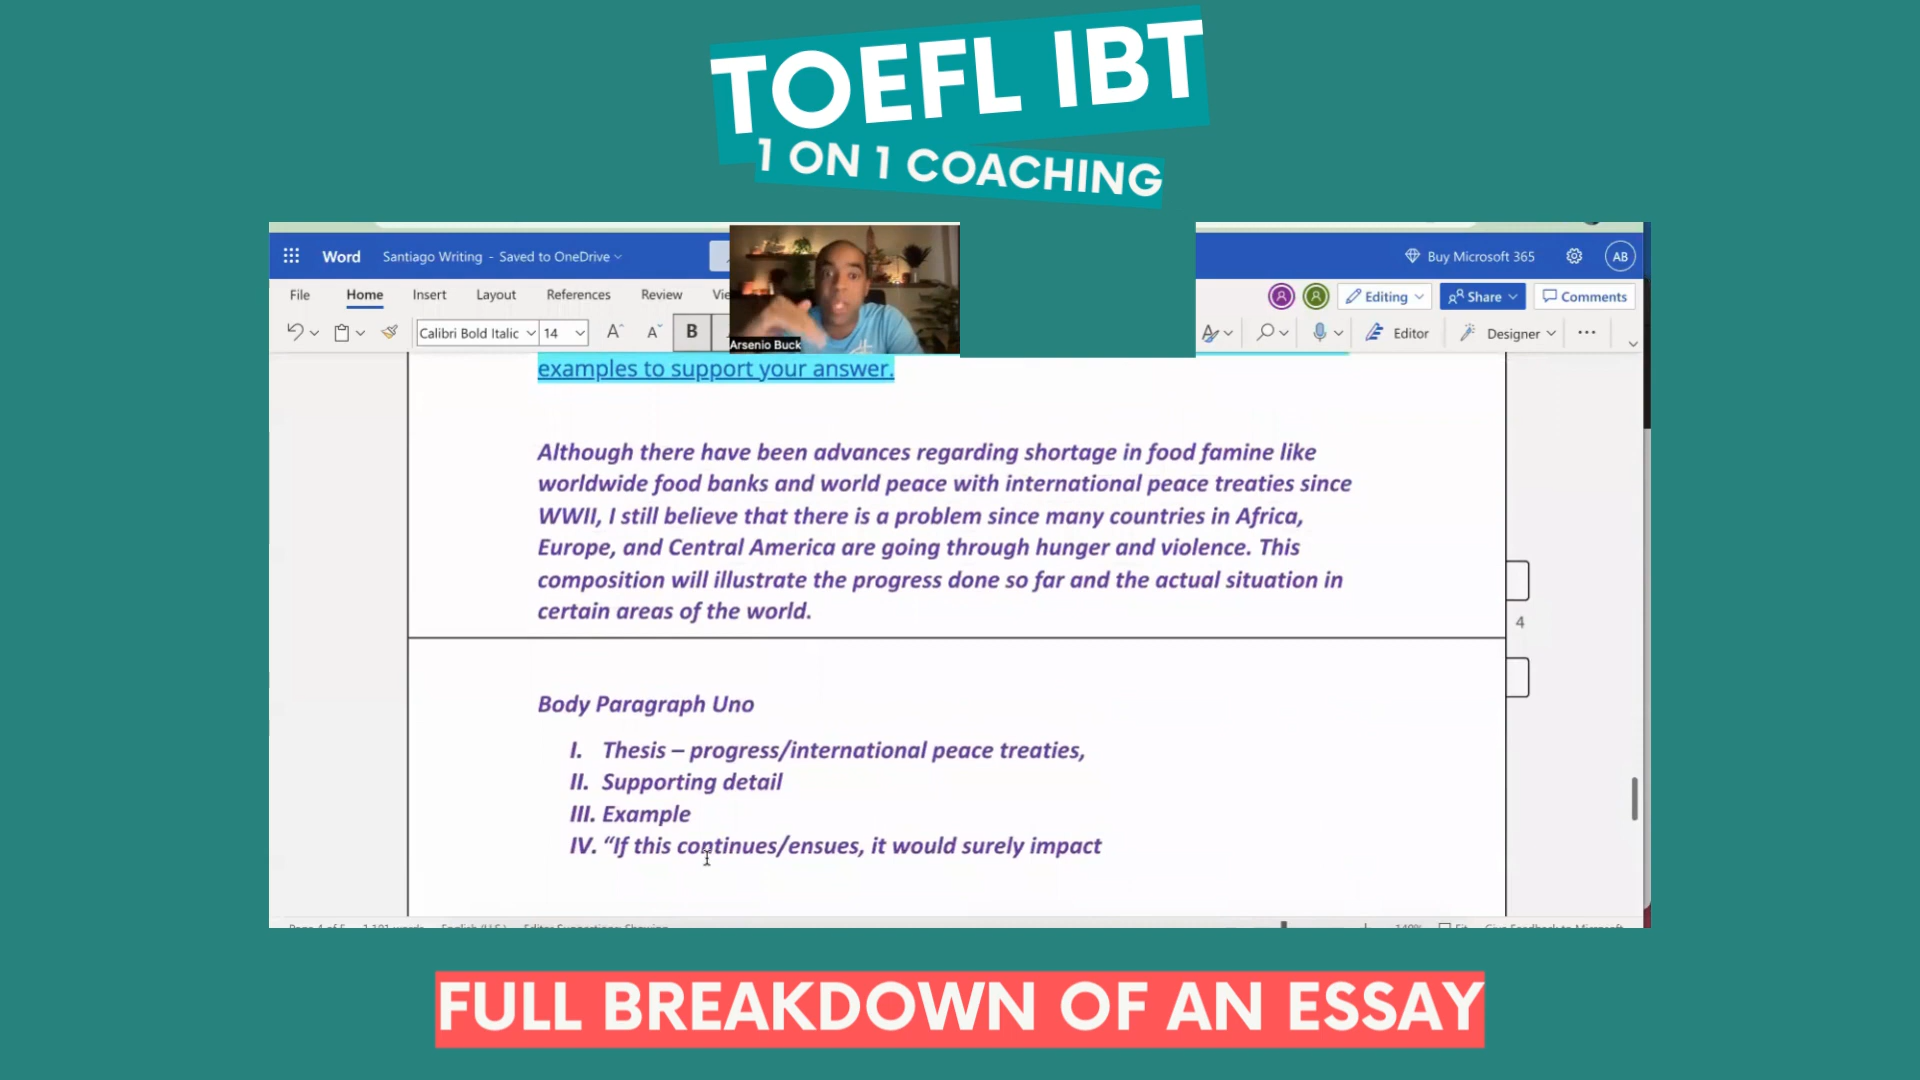 TOEFL IBT
1 ON 1 COACHING
Word
Santiago Writing - Saved to OneDrive
Buy Microsoft 365
AB
File
Home
Insert
Layout
References
Review
Vie
Editing
Share
Comments
Calibri Bold Italic
14
A
A
B
Arsenio Buck
Editor
Designer
examples to support your answer.
Although there have been advances regarding shortage in food famine like
worldwide food banks and world peace with international peace treaties since
WWII, I still believe that there is a problem since many countries in Africa,
Europe, and Central America are going through hunger and violence. This
composition will illustrate the progress done so far and the actual situation in
certain areas of the world.
4
Body Paragraph Uno
I. Thesis – progress/international peace treaties,
II. Supporting detail
III. Example
IV. “If this continues/ensues, it would surely impact
FULL BREAKDOWN OF AN ESSAY